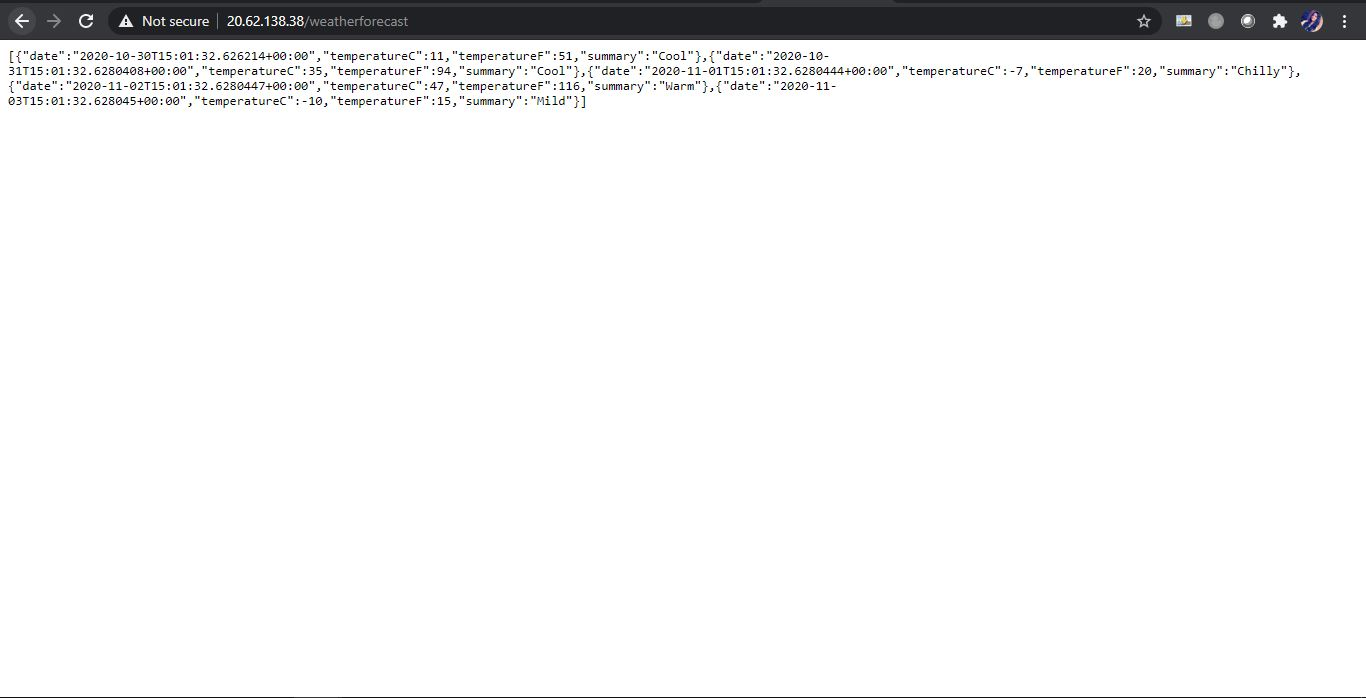 Not secure | 20.62.138.38/weatherforecast
[{"date":"2020-10-30T15:01:32.626214+00:00","temperatureC":11,"temperatureF":51,"summary":"Cool"},{"date":"2020-10-
31T15:01:32.6280408+00:00","temperatureC":35,"temperatureF":94,"summary":"Cool"},{"date":"2020-11-01T15:01:32.6280444+00:00","temperatureC":-7,"temperatureF":20,"summary":"Chilly"},
{"date":"2020-11-02T15:01:32.6280447+00:00","temperatureC":47,"temperatureF":116,"summary":"Warm"},{"date":"2020-11-
03T15:01:32.628045+00:00","temperatureC":-10,"temperatureF":15,"summary":"Mild"}]